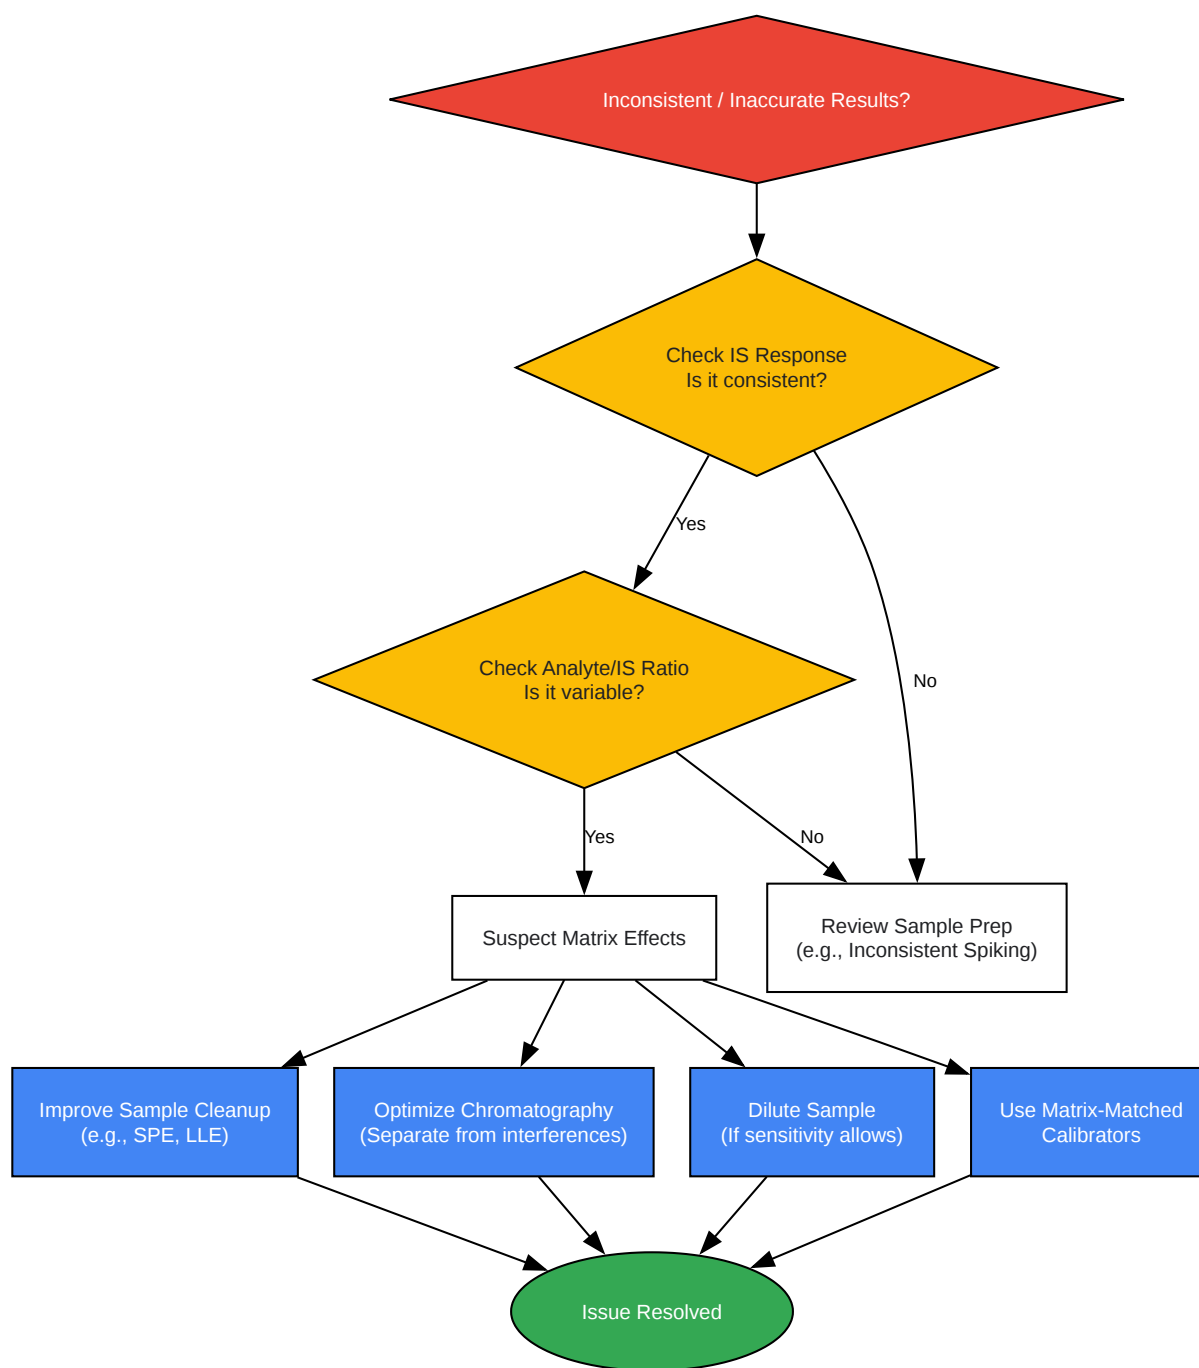 Inconsistent / Inaccurate Results?
Check IS Response
Is it consistent?
Yes
No
Check Analyte/IS Ratio
Is it variable?
Yes
No
Suspect Matrix Effects
Review Sample Prep
(e.g., Inconsistent Spiking)
Improve Sample Cleanup
(e.g., SPE, LLE)
Optimize Chromatography
(Separate from interferences)
Dilute Sample
(If sensitivity allows)
Use Matrix-Matched
Calibrators
Issue Resolved